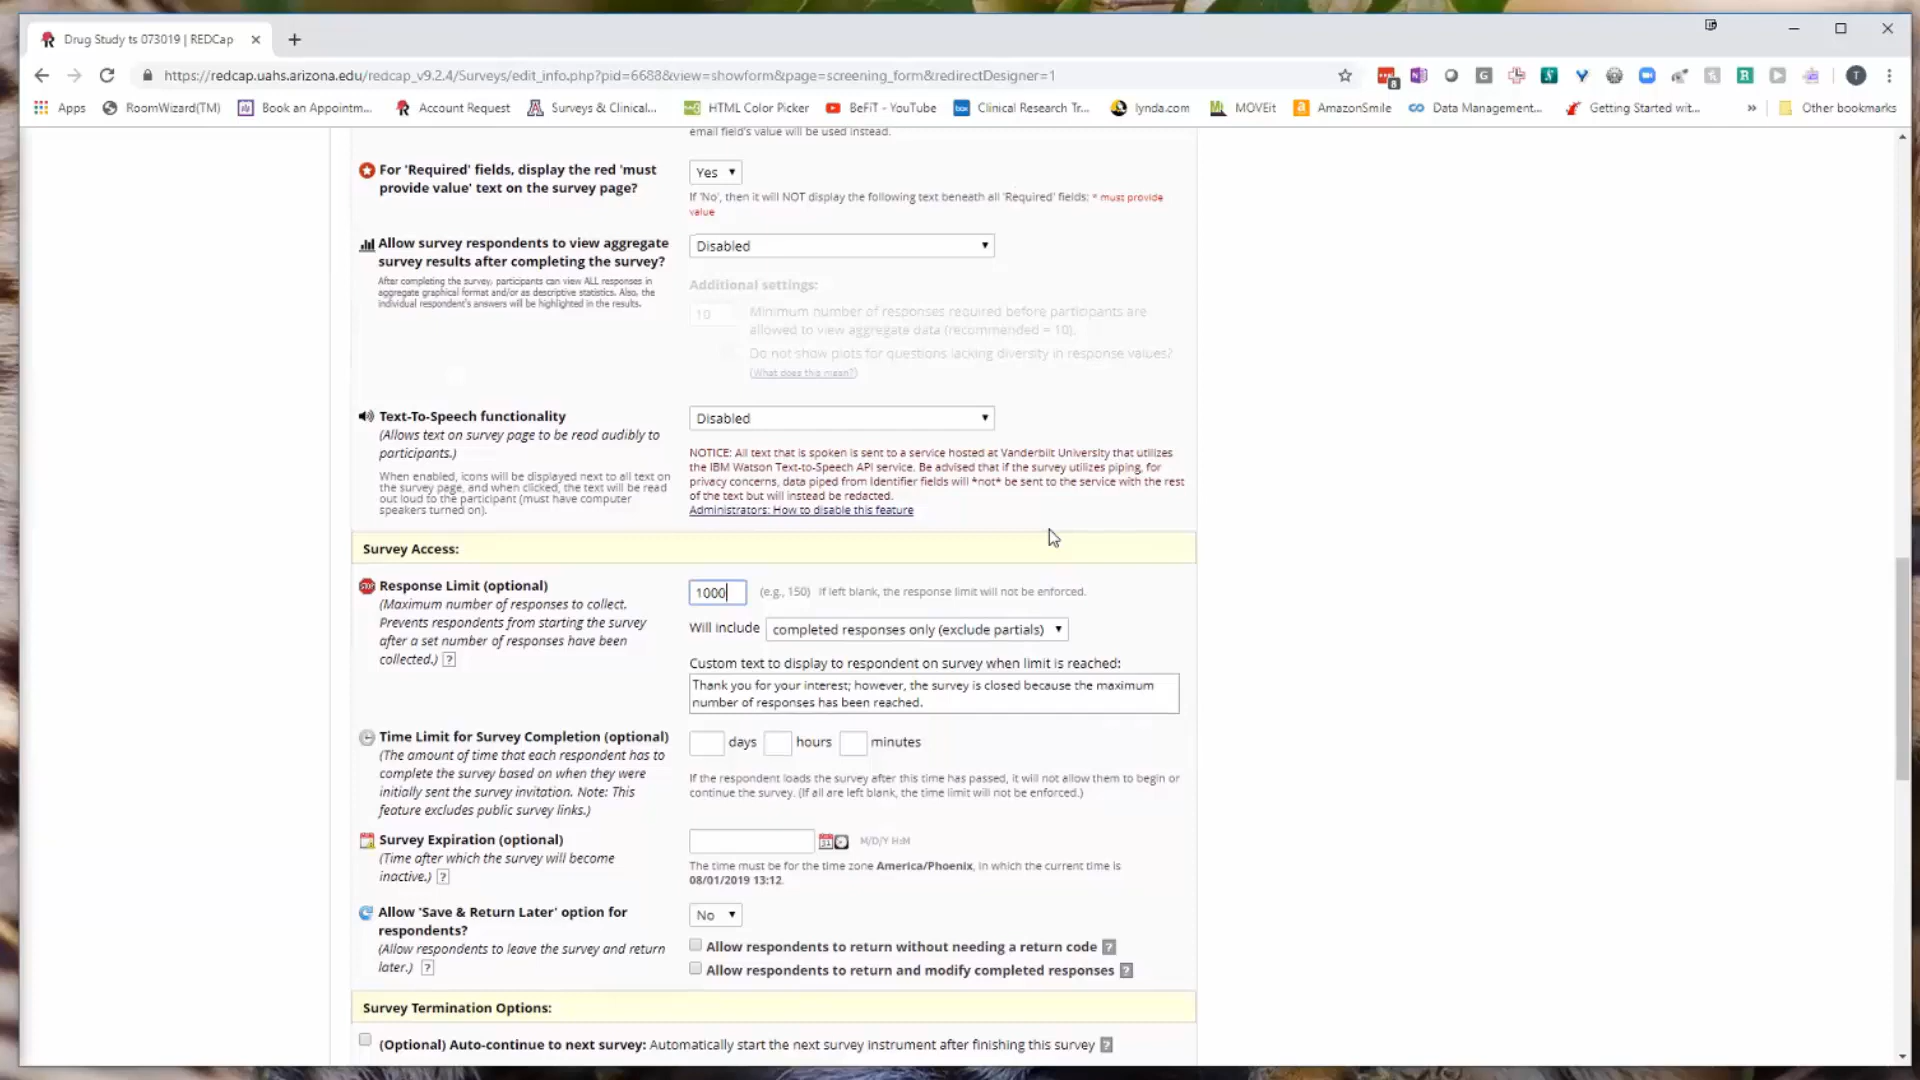 Drug Study ts 073019 | REDCap
https://redcap.uahs.arizona.edu/redcap_v9.2.4/Surveys/edit_info.php?pid=6688&view=showform&page=screening_form&redirectDesigner=1
8
T
Apps
RoomWizard(TM)
Book an Appointm...
Account Request
Surveys & Clinical...
HTML Color Picker
BeFiT - YouTube
Clinical Research Tr...
lynda.com
MOVEit
AmazonSmile
Data Management...
Getting Started wit...
»
Other bookmarks
email field's value will be used instead.
For 'Required' fields, display the red 'must
provide value' text on the survey page?
Yes
If 'No', then it will NOT display the following text beneath all 'Required' fields: * must provide
value
Allow survey respondents to view aggregate
survey results after completing the survey?
After completing the survey, participants can view ALL responses in
aggregate graphical format and/or as descriptive statistics. Also, the
individual respondent's answers will be highlighted in the results.
Disabled
Additional settings:
10
Minimum number of responses required before participants are
allowed to view aggregate data (recommended = 10).
Do not show plots for questions lacking diversity in response values?
(What does this mean?)
Text-To-Speech functionality
(Allows text on survey page to be read audibly to
participants.)
When enabled, icons will be displayed next to all text on
the survey page, and when clicked, the text will be read
out loud to the participant (must have computer
speakers turned on).
Disabled
NOTICE: All text that is spoken is sent to a service hosted at Vanderbilt University that utilizes
the IBM Watson Text-to-Speech API service. Be advised that if the survey utilizes piping, for
privacy concerns, data piped from Identifier fields will *not* be sent to the service with the rest
of the text but will instead be redacted.
Administrators: How to disable this feature
Survey Access:
Response Limit (optional)
(Maximum number of responses to collect.
Prevents respondents from starting the survey
after a set number of responses have been
collected.) ?
1000
(e.g., 150) If left blank, the response limit will not be enforced.
Will include completed responses only (exclude partials)
Custom text to display to respondent on survey when limit is reached:
Thank you for your interest; however, the survey is closed because the maximum
number of responses has been reached.
Time Limit for Survey Completion (optional)
(The amount of time that each respondent has to
complete the survey based on when they were
initially sent the survey invitation. Note: This
feature excludes public survey links.)
days hours minutes
If the respondent loads the survey after this time has passed, it will not allow them to begin or
continue the survey. (If all are left blank, the time limit will not be enforced.)
Survey Expiration (optional)
(Time after which the survey will become
inactive.) ?
M/D/Y H:M
The time must be for the time zone America/Phoenix, in which the current time is
08/01/2019 13:12.
Allow 'Save & Return Later' option for
respondents?
(Allow respondents to leave the survey and return
later.) ?
No
Allow respondents to return without needing a return code ?
Allow respondents to return and modify completed responses ?
Survey Termination Options:
(Optional) Auto-continue to next survey: Automatically start the next survey instrument after finishing this survey ?